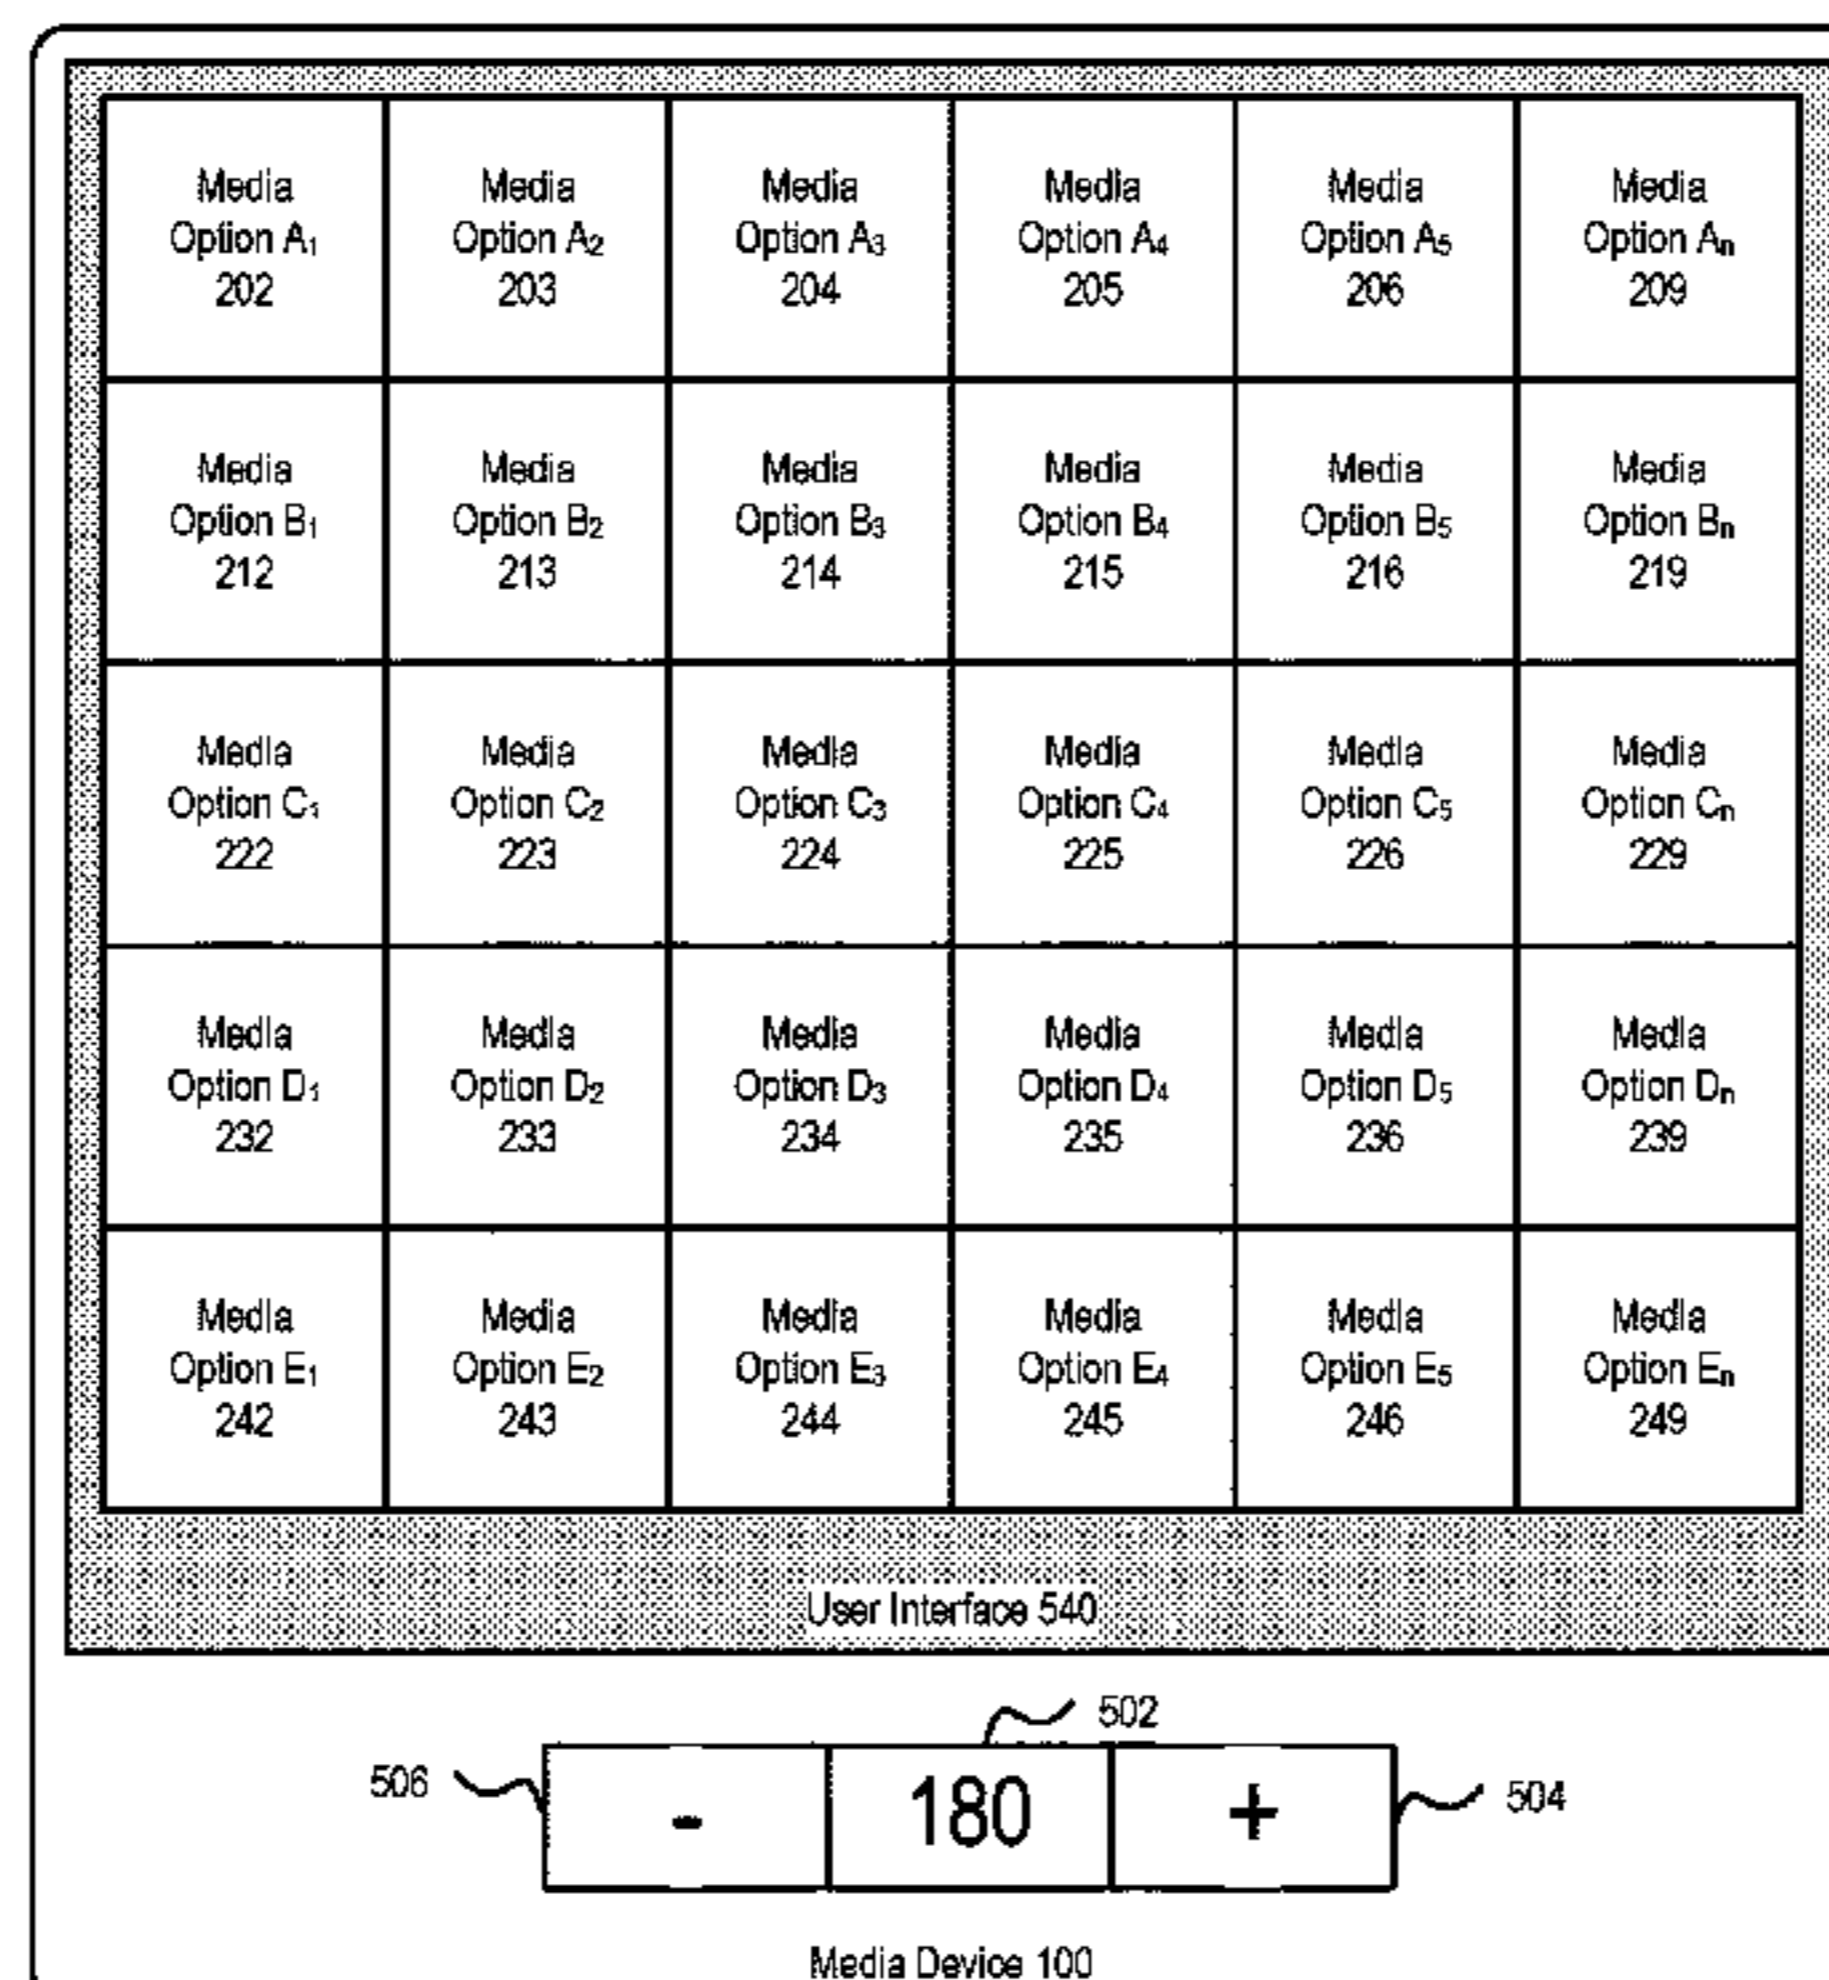 Media Media Media Media Media Media
Option A₁ Option A₂ Option A₃ Option A₄ Option A₅ Option Aₙ
202 203 204 205 206 209
Media Media Media Media Media Media
Option B₁ Option B₂ Option B₃ Option B₄ Option B₅ Option Bₙ
212 213 214 215 216 219
Media Media Media Media Media Media
Option C₁ Option C₂ Option C₃ Option C₄ Option C₅ Option Cₙ
222 223 224 225 226 229
Media Media Media Media Media Media
Option D₁ Option D₂ Option D₃ Option D₄ Option D₅ Option Dₙ
232 233 234 235 236 239
Media Media Media Media Media Media
Option E₁ Option E₂ Option E₃ Option E₄ Option E₅ Option Eₙ
242 243 244 245 246 249
User Interface 540
502
506 - 180 + 504
Media Device 100